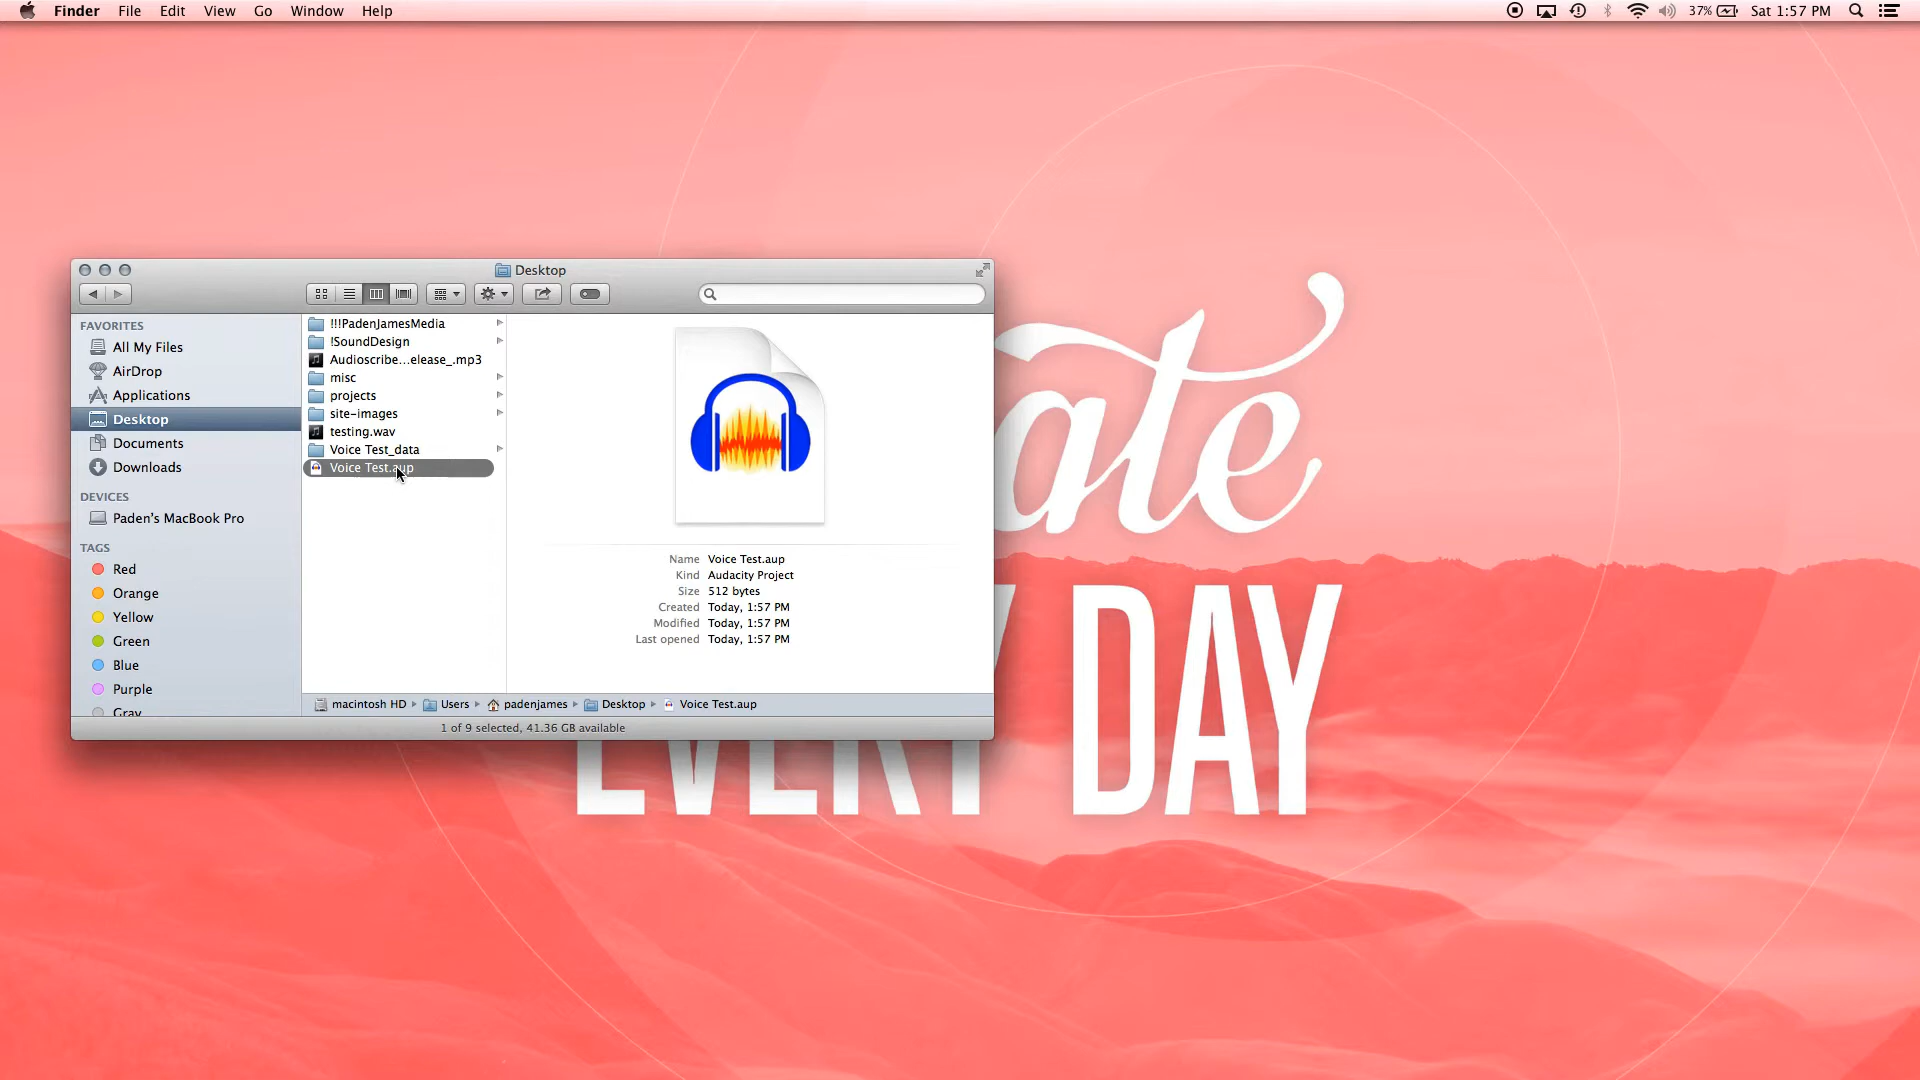 Finder File Edit View Go Window Help 37% Sat 1:57 PM
Desktop
FAVORITES
All My Files
AirDrop
Applications
Desktop
Documents
Downloads
DEVICES
Paden's MacBook Pro
TAGS
Red
Orange
Yellow
Green
Blue
Purple
Gray
!!!PadenJamesMedia
!SoundDesign
Audioscribe...elease_.mp3
misc
projects
site-images
testing.wav
Voice Test_data
Voice Test.aup
Name Voice Test.aup
Kind Audacity Project
Size 512 bytes
Created Today, 1:57 PM
Modified Today, 1:57 PM
Last opened Today, 1:57 PM
macintosh HD Users padenjames Desktop Voice Test.aup
1 of 9 selected, 41.36 GB available
ate
EVERY DAY